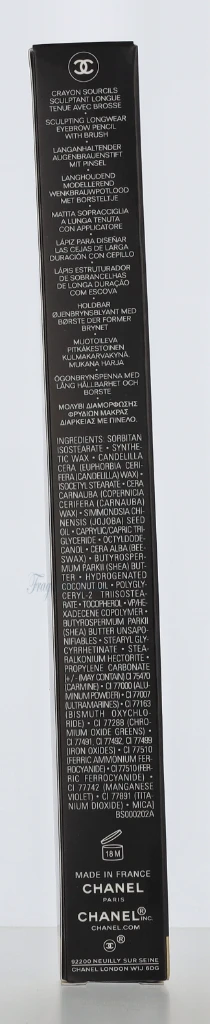 CRAYON SOURCILS
SCULPTANT LONGUE
TENUE AVEC BROSSE
•
SCULPTING LONGWEAR
EYEBROW PENCIL
WITH BRUSH
•
LANGANHALTENDER
AUGENBRAUENSTIFT
MIT PINSEL
•
LANGHOUDEND
MODELLEREND
WENKBRAUWPOTLOOD
MET BORSTELTJE
•
MATITA SOPRACCIGLIA
A LUNGA TENUTA
CON APPLICATORE
•
LÁPIZ PARA DISEÑAR
LAS CEJAS DE LARGA
DURACIÓN CON CEPILLO
•
LÁPIS ESTRUTURADOR
DE SOBRANCELHAS
DE LONGA DURAÇÃO
COM ESCOVA
•
HOLDBAR
ØJENBRYNSBLYANT MED
BØRSTE DER FORMER
BRYNET
•
MUOTOILEVA
PITKÄKESTOINEN
KULMAKARVAKYNÄ,
MUKANA HARJA
•
ÖGONBRYNSPENNA MED
LÅNG HÅLLBARHET OCH
BORSTE
•
ΜΟΛΥΒΙ ΔΙΑΜΟΡΦΩΣΗΣ
ΦΡΥΔΙΩΝ ΜΑΚΡΑΣ
ΔΙΑΡΚΕΙΑΣ ΜΕ ΠΙΝΕΛΟ.
INGREDIENTS: SORBITAN
ISOSTEARATE • SYNTHE-
TIC WAX • CANDELILLA
CERA (EUPHORBIA CERI-
FERA (CANDELILLA) WAX) •
ISOCETYL STEARATE • CERA
CARNAUBA (COPERNICIA
CERIFERA (CARNAUBA)
WAX) • SIMMONDSIA CHI-
NENSIS (JOJOBA) SEED
OIL • CAPRYLIC/CAPRIC TRI-
GLYCERIDE • OCTYLDODE-
CANOL • CERA ALBA (BEE-
SWAX) • BUTYROSPER-
MUM PARKII (SHEA) BUT-
TER • HYDROGENATED
COCONUT OIL • POLYGLY-
CERYL-2 TRIISOSTEA-
RATE • TOCOPHEROL • VP/HE-
XADECENE COPOLYMER •
BUTYROSPERMUM PARKII
(SHEA) BUTTER UNSAPO-
NIFIABLES • STEARYL GLY-
CYRRHETINATE • STEA-
RALKONIUM HECTORITE •
PROPYLENE CARBONATE
+/- (MAY CONTAIN) CI 75470
(CARMINE) • CI 77000 (ALU-
MINUM POWDER) • CI 77007
(ULTRAMARINES) • CI 77163
(BISMUTH OXYCHLO-
RIDE) • CI 77288 (CHRO-
MIUM OXIDE GREENS) • CI
77491, CI 77492, CI 77499
(IRON OXIDES) • CI 77510
(FERRIC AMMONIUM FER-
ROCYANIDE) • CI 77510 (FER-
RIC FERROCYANIDE) •
CI 77742 (MANGANESE
VIOLET) • CI 77891 (TITA-
NIUM DIOXIDE) • MICA]
BS000202A
18 M
MADE IN FRANCE
CHANEL
PARIS
CHANEL® INC.
CHANEL.COM
®
92200 NEUILLY SUR SEINE
CHANEL LONDON W1J 6DG